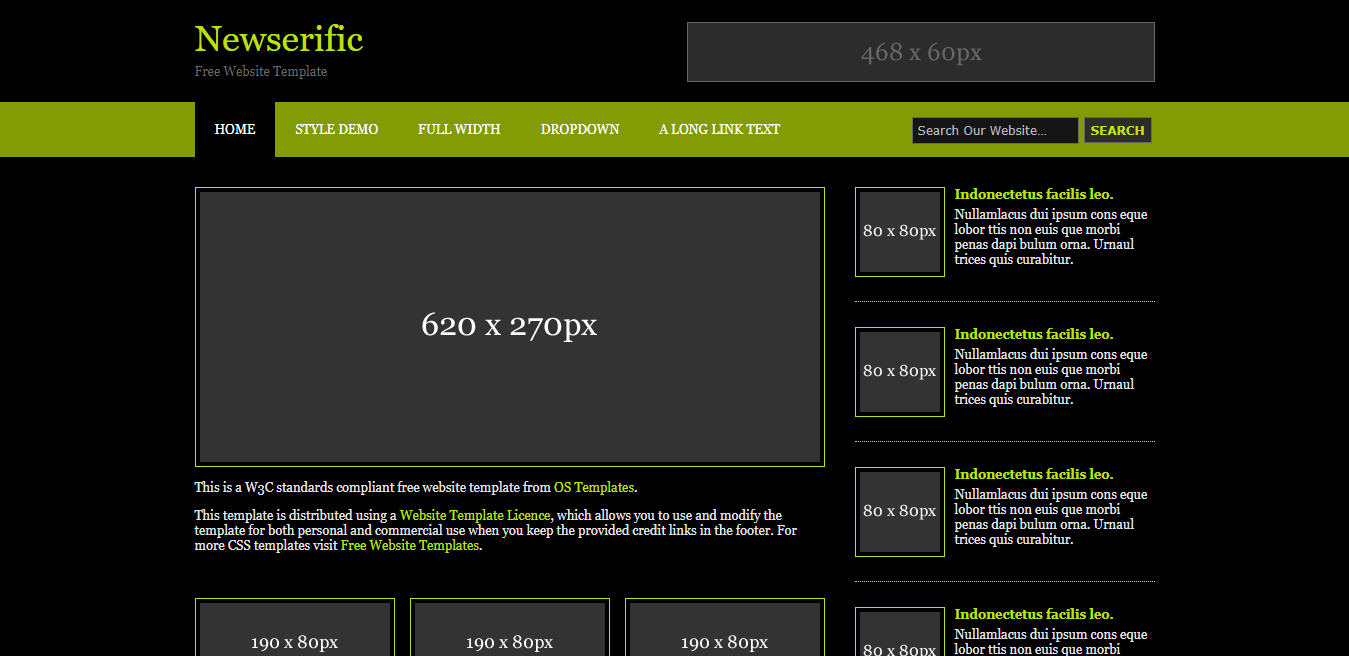 Newserific
Free Website Template
468 x 60px
HOME
STYLE DEMO
FULL WIDTH
DROPDOWN
A LONG LINK TEXT
Search Our Website...
SEARCH
620 x 270px
This is a W3C standards compliant free website template from OS Templates.
This template is distributed using a Website Template Licence, which allows you to use and modify the
template for both personal and commercial use when you keep the provided credit links in the footer. For
more CSS templates visit Free Website Templates.
190 x 80px
190 x 80px
190 x 80px
80 x 80px
Indonectetus facilis leo.
Nullamlacus dui ipsum cons eque
lobor ttis non euis que morbi
penas dapi bulum orna. Urnaul
trices quis curabitur.
80 x 80px
Indonectetus facilis leo.
Nullamlacus dui ipsum cons eque
lobor ttis non euis que morbi
penas dapi bulum orna. Urnaul
trices quis curabitur.
80 x 80px
Indonectetus facilis leo.
Nullamlacus dui ipsum cons eque
lobor ttis non euis que morbi
penas dapi bulum orna. Urnaul
trices quis curabitur.
80 x 80px
Indonectetus facilis leo.
Nullamlacus dui ipsum cons eque
lobor ttis non euis que morbi